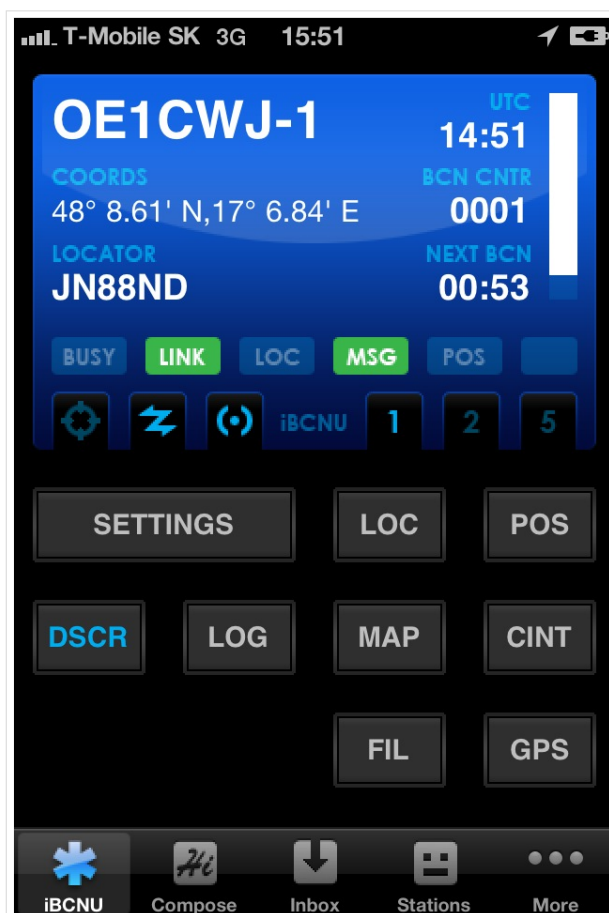 T-Mobile SK 3G 15:51
OE1CWJ-1
UTC
14:51
COORDS
BCN CNTR
48° 8.61' N,17° 6.84' E
0001
LOCATOR
NEXT BCN
JN88ND
00:53
BUSY LINK LOC MSG POS
iBCNU 1 2 5
SETTINGS LOC POS
DSCR LOG MAP CINT
FIL GPS
Hi
iBCNU Compose Inbox Stations More